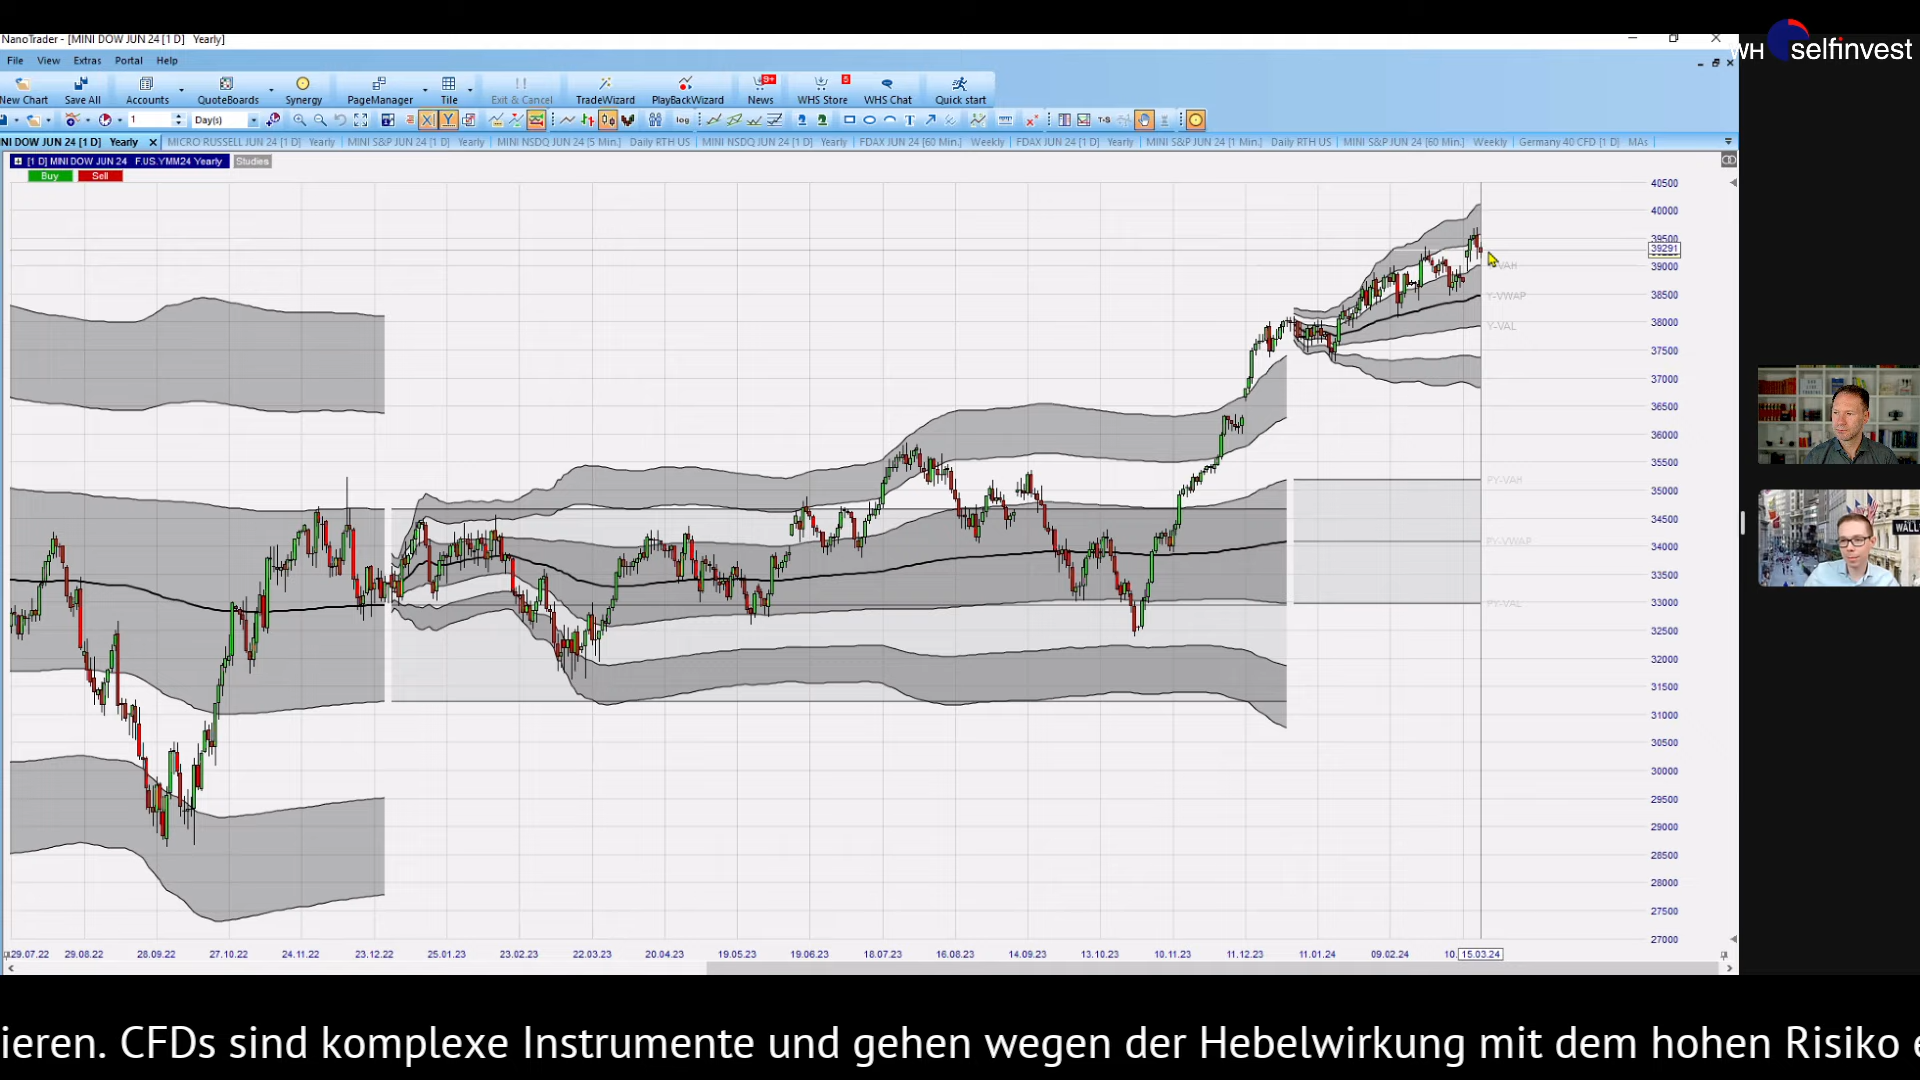 NanoTrader - [MINI DOW JUN 24 [1 D] Yearly]
WH selfinvest
File View Extras Portal Help
New Chart Save All Accounts QuoteBoards Synergy PageManager Tile Exit & Cancel TradeWizard PlayBackWizard News 9+ WHS Store 5 WHS Chat Quick start
1 Day(s) log T-S
NI DOW JUN 24 [1 D] Yearly MICRO RUSSELL JUN 24 [1 D] Yearly MINI S&P JUN 24 [1 D] Yearly MINI NSDQ JUN 24 [5 Min.] Daily RTH US MINI NSDQ JUN 24 [1 D] Yearly FDAX JUN 24 [60 Min.] Weekly FDAX JUN 24 [1 D] Yearly MINI S&P JUN 24 [1 Min.] Daily RTH US MINI S&P JUN 24 [60 Min.] Weekly Germany 40 CFD [1 D] MAs
[1 D] MINI DOW JUN 24 F.US.YMM24 Yearly Studies
Buy Sell
40500
40000
39500
39291
39000
38500
38000
37500
37000
36500
36000
35500
35000
34500
34000
33500
33000
32500
32000
31500
31000
30500
30000
29500
29000
28500
28000
27500
27000
Y-VWAP
Y-VAL
PY-VAH
PY-VWAP
PY-VAL
WALL
29.07.22 29.08.22 28.09.22 27.10.22 24.11.22 23.12.22 25.01.23 23.02.23 22.03.23 20.04.23 19.05.23 19.06.23 18.07.23 16.08.23 14.09.23 13.10.23 10.11.23 11.12.23 11.01.24 09.02.24 10. 15.03.24
ieren. CFDs sind komplexe Instrumente und gehen wegen der Hebelwirkung mit dem hohen Risiko e